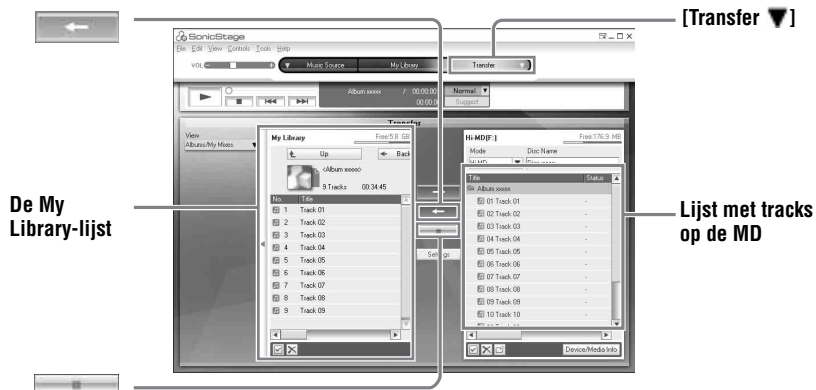 [Transfer ▼]
SonicStage
File Edit View Controls Tools Help
VOL
Music Source
My Library
Transfer
Album xxxxx / 00:00:00
00:00:00
Normal
Suggest
Transfer
View
Albums/My Mixes
My Library
Free:5.8 GB
Up
Back
<Album xxxxx>
9 Tracks 00:34:45
No. Title
1 Track 01
2 Track 02
3 Track 03
4 Track 04
5 Track 05
6 Track 06
7 Track 07
8 Track 08
9 Track 09
Settings
Hi-MD[F:]
Free:176.9 MB
Mode
Disc Name
Hi-MD
Title Status
Album xxxxx
01 Track 01 -
02 Track 02 -
03 Track 03 -
04 Track 04 -
05 Track 05 -
06 Track 06 -
07 Track 07 -
08 Track 08 -
09 Track 09 -
10 Track 10 -
Device/Media Info
De My
Library-lijst
Lijst met tracks
op de MD